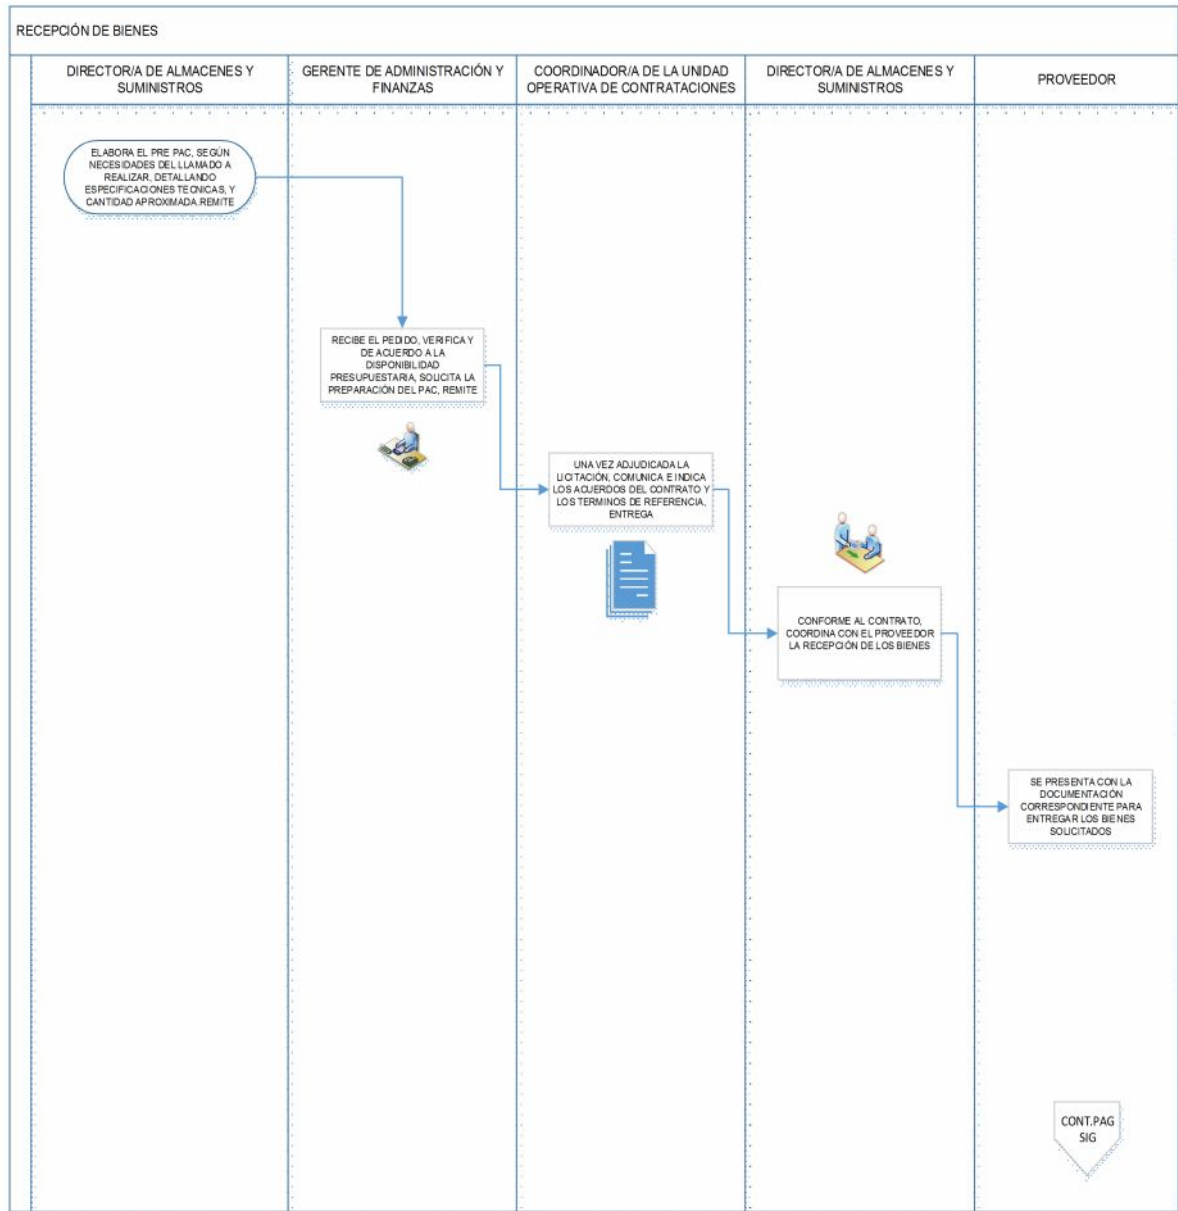 RECEPCIÓN DE BIENES
DIRECTOR/A DE ALMACENES Y
SUMINISTROS
GERENTE DE ADMINISTRACIÓN Y
FINANZAS
COORDINADOR/A DE LA UNIDAD
OPERATIVA DE CONTRATACIONES
DIRECTOR/A DE ALMACENES Y
SUMINISTROS
PROVEEDOR
ELABORA EL PRE PAC, SEGÚN
NECESIDADES DEL LLAMADO A
REALIZAR, DETALLANDO
ESPECIFICACIONES TECNICAS, Y
CANTIDAD APROXIMADA.REMITE
RECIBE EL PEDIDO, VERIFICA Y
DE ACUERDO A LA
DISPONIBILIDAD
PRESUPUESTARIA, SOLICITA LA
PREPARACIÓN DEL PAC, REMITE
UNA VEZ ADJUDICADA LA
LICITACIÓN, COMUNICA E INDICA
LOS ACUERDOS DEL CONTRATO Y
LOS TERMINOS DE REFERENCIA,
ENTREGA
CONFORME AL CONTRATO,
COORDINA CON EL PROVEEDOR
LA RECEPCIÓN DE LOS BIENES
SE PRESENTA CON LA
DOCUMENTACIÓN
CORRESPONDIENTE PARA
ENTREGAR LOS BIENES
SOLICITADOS
CONT.PAG
SIG